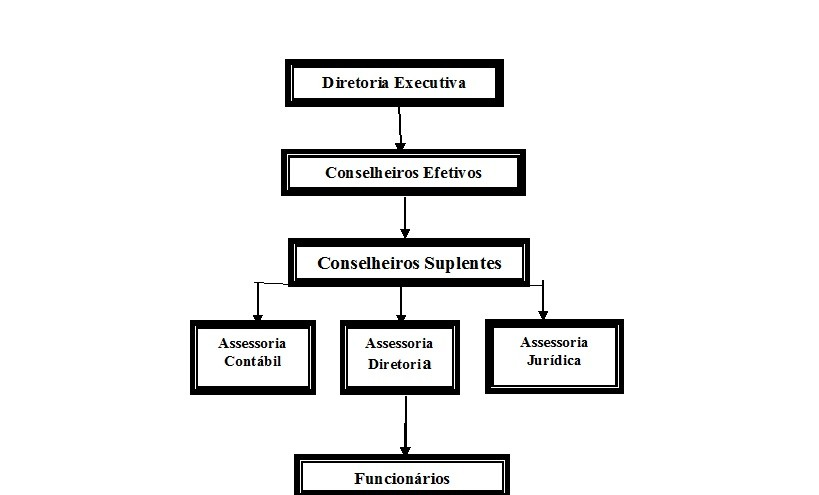 Diretoria Executiva
Conselheiros Efetivos
Conselheiros Suplentes
Assessoria
Contábil
Assessoria
Diretoria
Assessoria
Jurídica
Funcionários